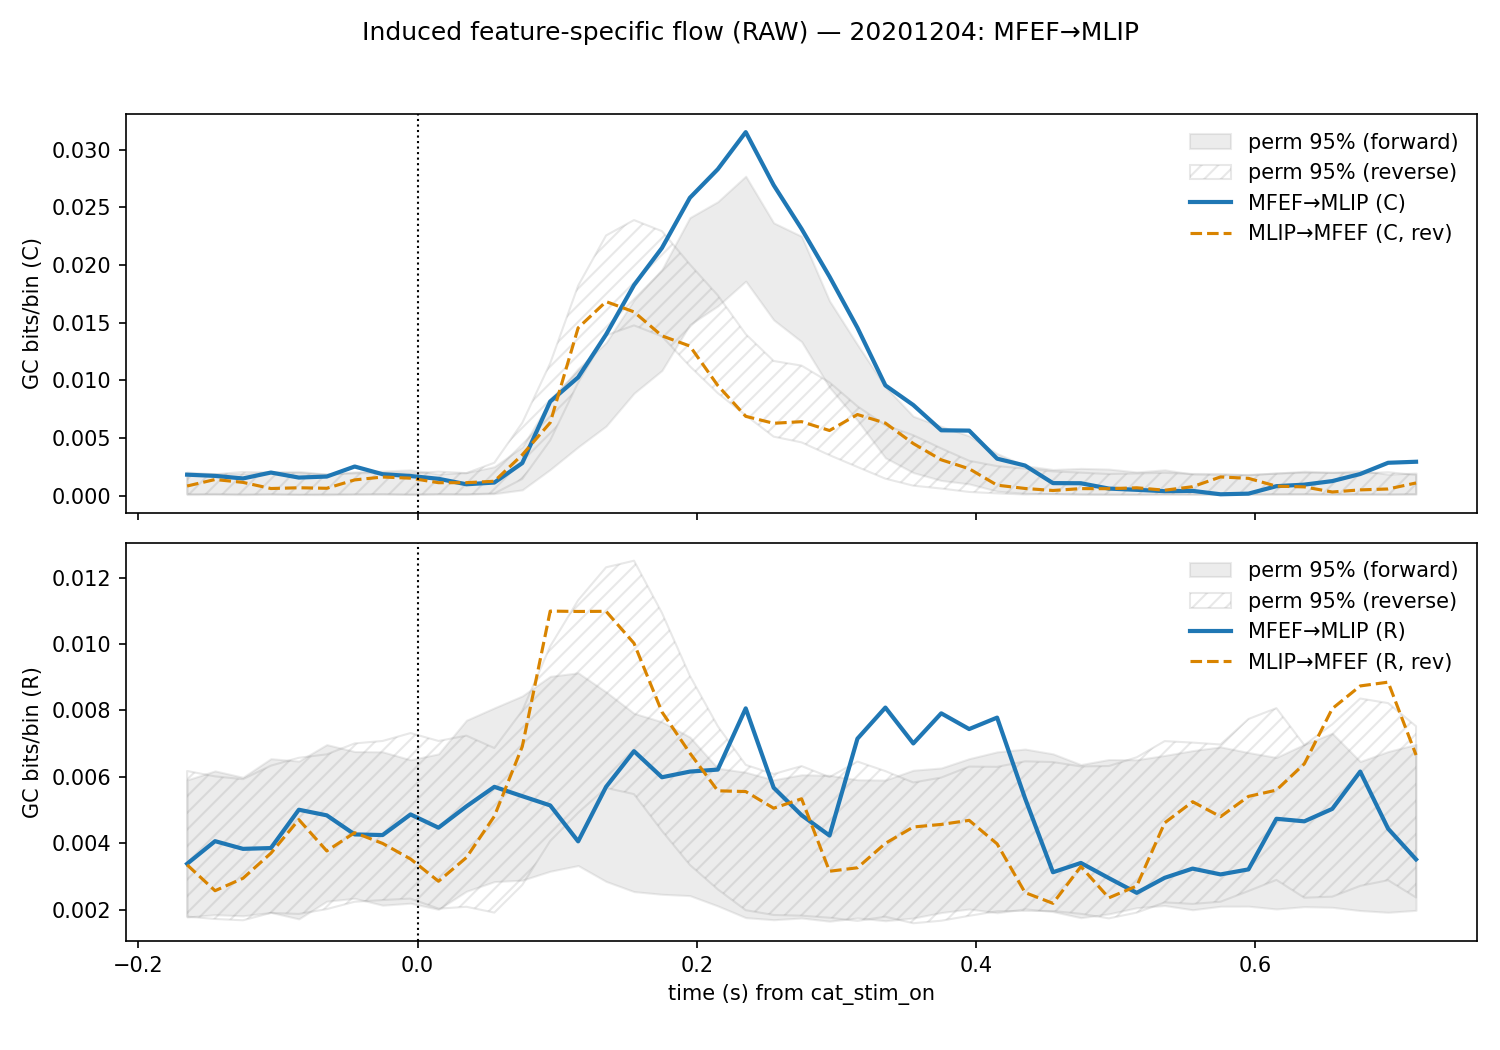 Induced feature-specific flow (RAW) — 20201204: MFEF→MLIP
GC bits/bin (C)
0.030
0.025
0.020
0.015
0.010
0.005
0.000
perm 95% (forward)
perm 95% (reverse)
MFEF→MLIP (C)
MLIP→MFEF (C, rev)
GC bits/bin (R)
0.012
0.010
0.008
0.006
0.004
0.002
perm 95% (forward)
perm 95% (reverse)
MFEF→MLIP (R)
MLIP→MFEF (R, rev)
−0.2 0.0 0.2 0.4 0.6
time (s) from cat_stim_on